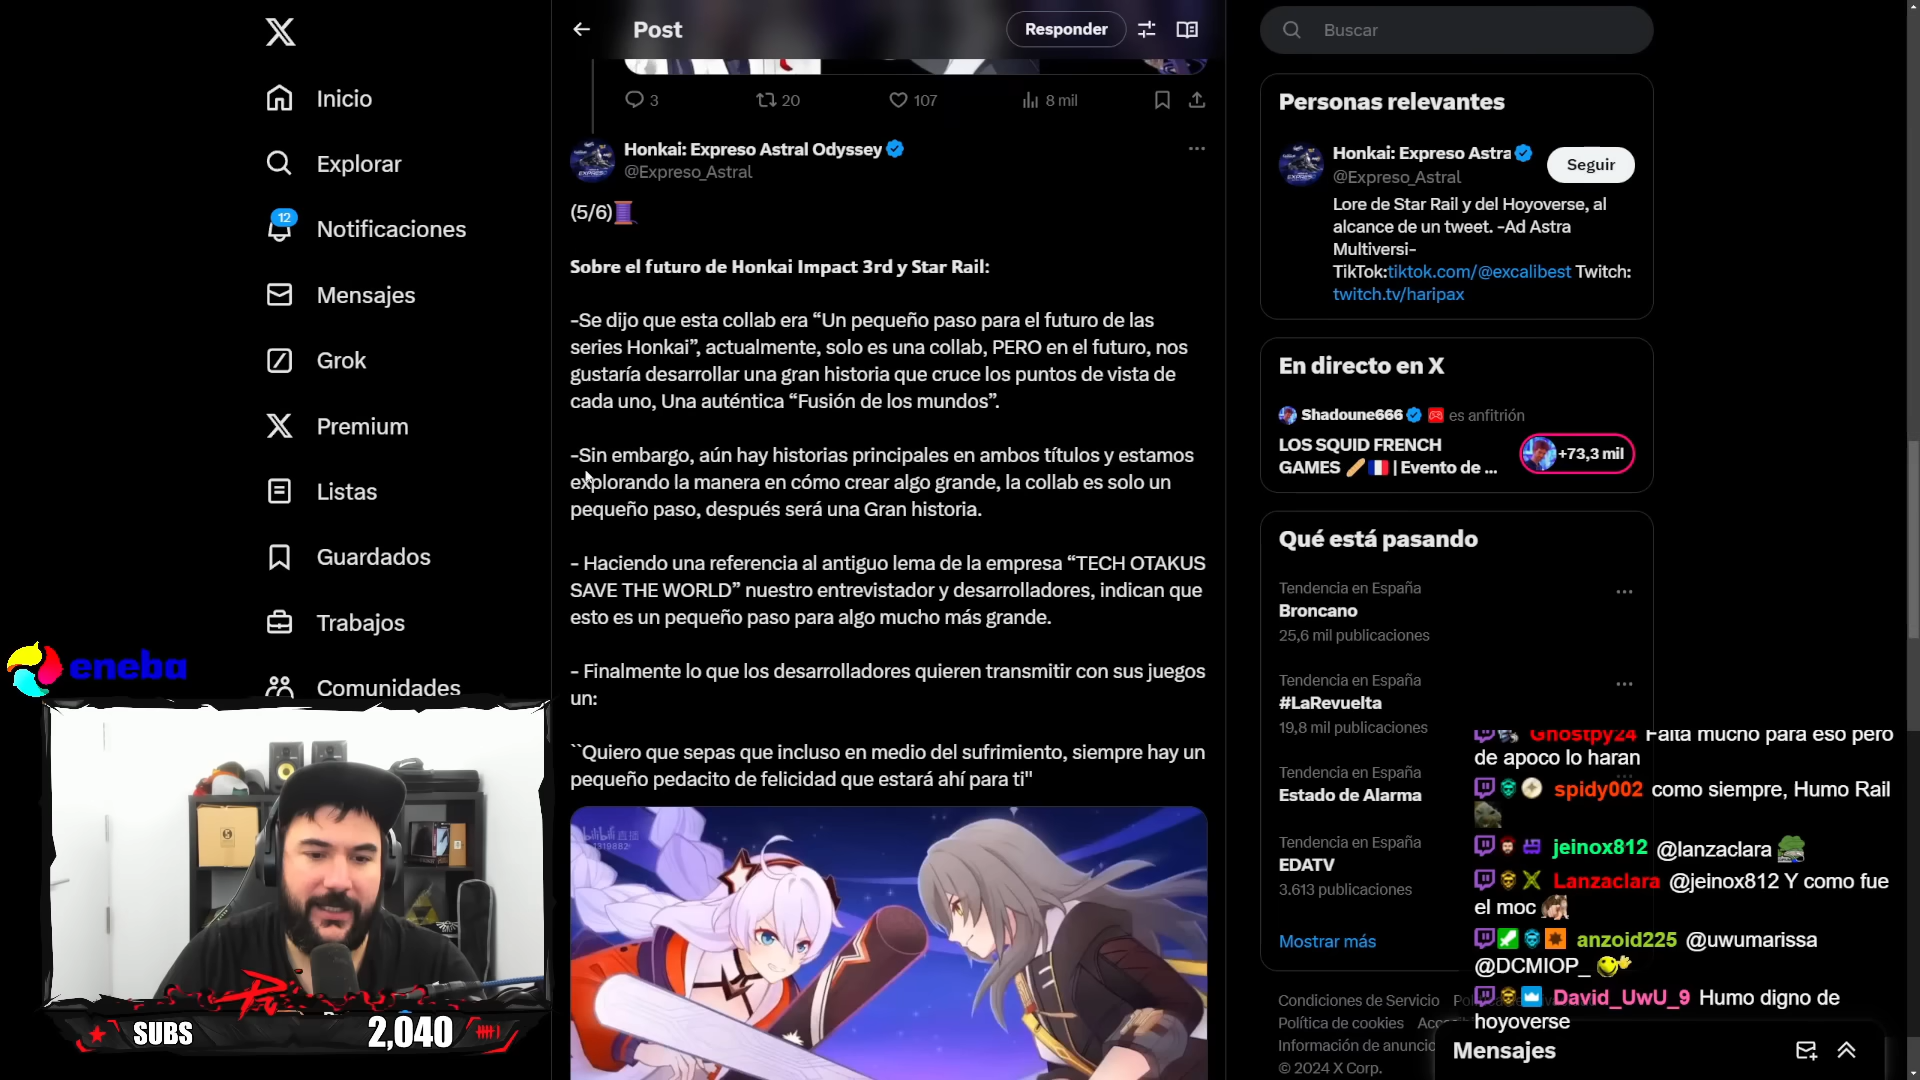 Inicio
Explorar
12
Notificaciones
Mensajes
Grok
Premium
Listas
Guardados
Trabajos
Comunidades
eneba
SUBS
2,040
Post
Responder
3
20
107
8 mil
Honkai: Expreso Astral Odyssey
@Expreso_Astral
(5/6)
Sobre el futuro de Honkai Impact 3rd y Star Rail:
-Se dijo que esta collab era “Un pequeño paso para el futuro de las
series Honkai”, actualmente, solo es una collab, PERO en el futuro, nos
gustaría desarrollar una gran historia que cruce los puntos de vista de
cada uno, Una auténtica “Fusión de los mundos”.
-Sin embargo, aún hay historias principales en ambos títulos y estamos
explorando la manera en cómo crear algo grande, la collab es solo un
pequeño paso, después será una Gran historia.
- Haciendo una referencia al antiguo lema de la empresa “TECH OTAKUS
SAVE THE WORLD” nuestro entrevistador y desarrolladores, indican que
esto es un pequeño paso para algo mucho más grande.
- Finalmente lo que los desarrolladores quieren transmitir con sus juegos
un:
``Quiero que sepas que incluso en medio del sufrimiento, siempre hay un
pequeño pedacito de felicidad que estará ahí para ti"
bilibili 直播
Buscar
Personas relevantes
Honkai: Expreso Astra
@Expreso_Astral
Seguir
Lore de Star Rail y del Hoyoverse, al
alcance de un tweet. -Ad Astra
Multiversi-
TikTok:tiktok.com/@excalibest Twitch:
twitch.tv/haripax
En directo en X
Shadoune666 es anfitrión
LOS SQUID FRENCH
GAMES | Evento de ...
+73,3 mil
Qué está pasando
Tendencia en España
Broncano
25,6 mil publicaciones
Tendencia en España
#LaRevuelta
19,8 mil publicaciones
Tendencia en España
Estado de Alarma
Tendencia en España
EDATV
3.613 publicaciones
Mostrar más
Condiciones de Servicio
Política de cookies
Información de anuncio
© 2024 X Corp.
Ghostpy24 Falta mucho para eso pero
de apoco lo haran
spidy002 como siempre, Humo Rail
jeinox812 @lanzaclara
Lanzaclara @jeinox812 Y como fue
el moc
anzoid225 @uwumarissa
@DCMIOP_
David_UwU_9 Humo digno de
hoyoverse
Mensajes